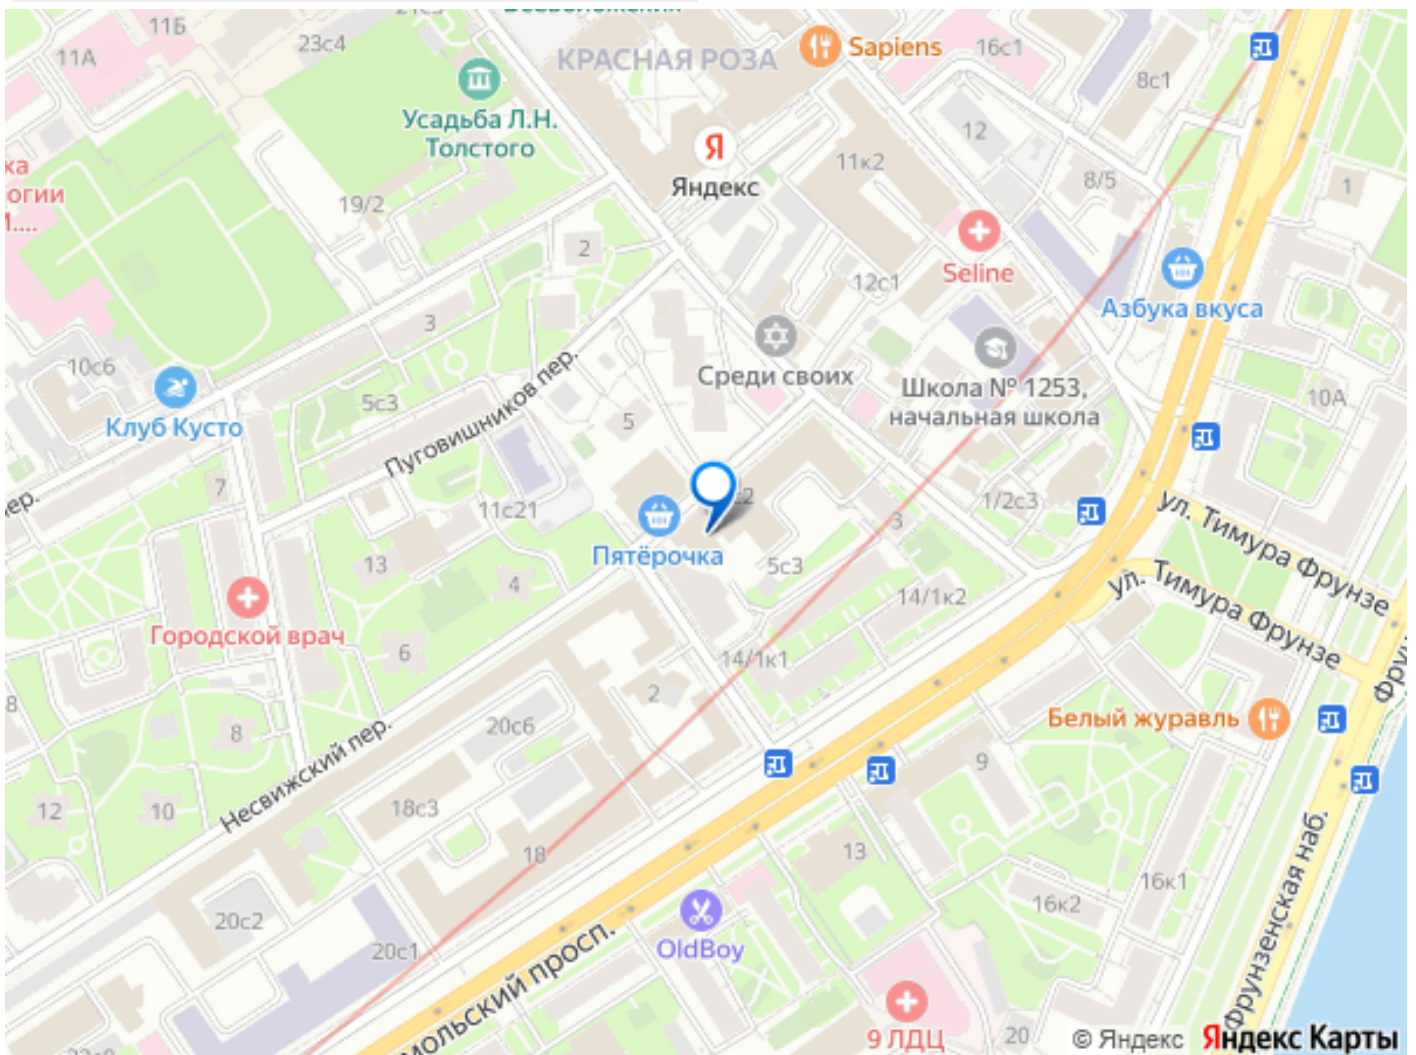 11Б
23с4
11А
КРАСНАЯ РОЗА
Sapiens
16с1
8с1
Усадьба Л.Н.
Толстого
Яндекс
12
11к2
8/5
1
огии
19/2
2
Seline
12с1
Азбука вкуса
3
10с6
Среди своих
Школа № 1253,
начальная школа
10А
Клуб Кусто
5с3
Пуговишников пер.
5
7
ул. Тимура Фрунзе
11с21
1/2с3
3
Пятёрочка
13
4
5с3
ул. Тимура Фрунзе
14/1к2
Городской врач
6
14/1к1
2
8
8
20с6
Белый журавль
9
Несвижский пер.
12
10
18с3
18
13
16к1
16к2
20с2
20с1
OldBoy
Фрунзенская наб.
9 ЛДЦ
20
© Яндекс Яндекс Карты